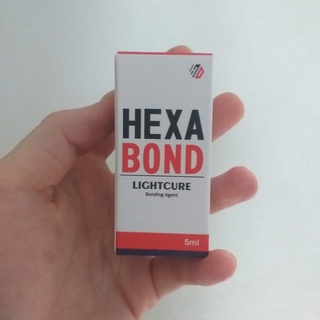 HEXA
BOND
LIGHTCURE
Bonding Agent
5ml